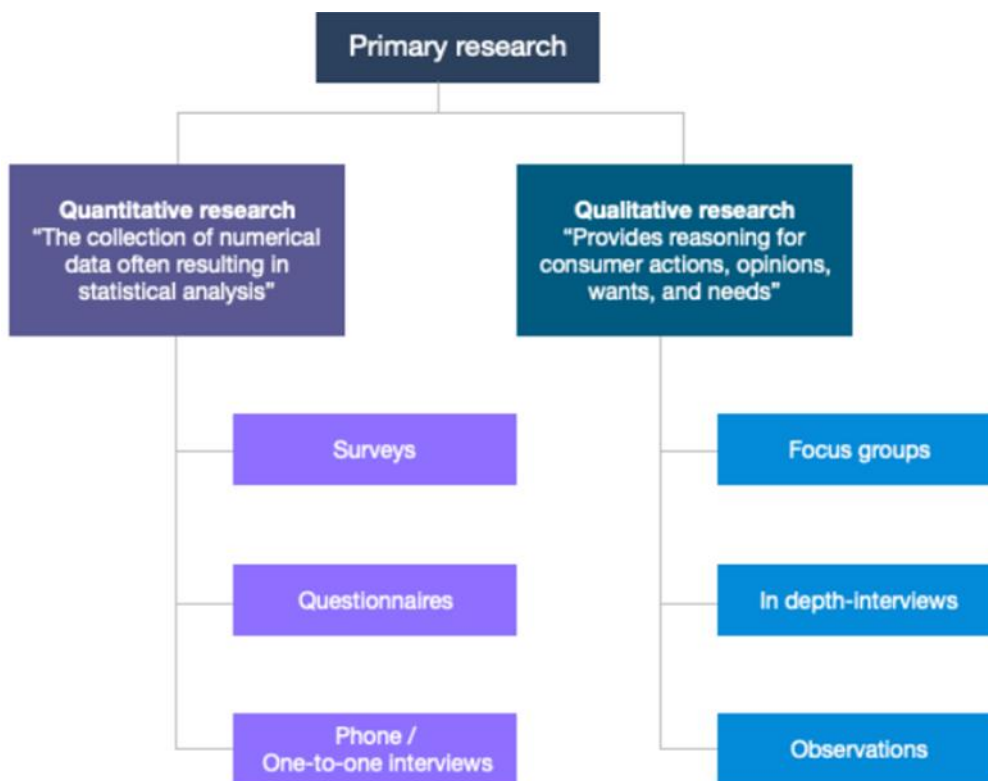 Primary research
Quantitative research
“The collection of numerical
data often resulting in
statistical analysis”
Qualitative research
“Provides reasoning for
consumer actions, opinions,
wants, and needs”
Surveys
Questionnaires
Phone /
One-to-one interviews
Focus groups
In depth-interviews
Observations